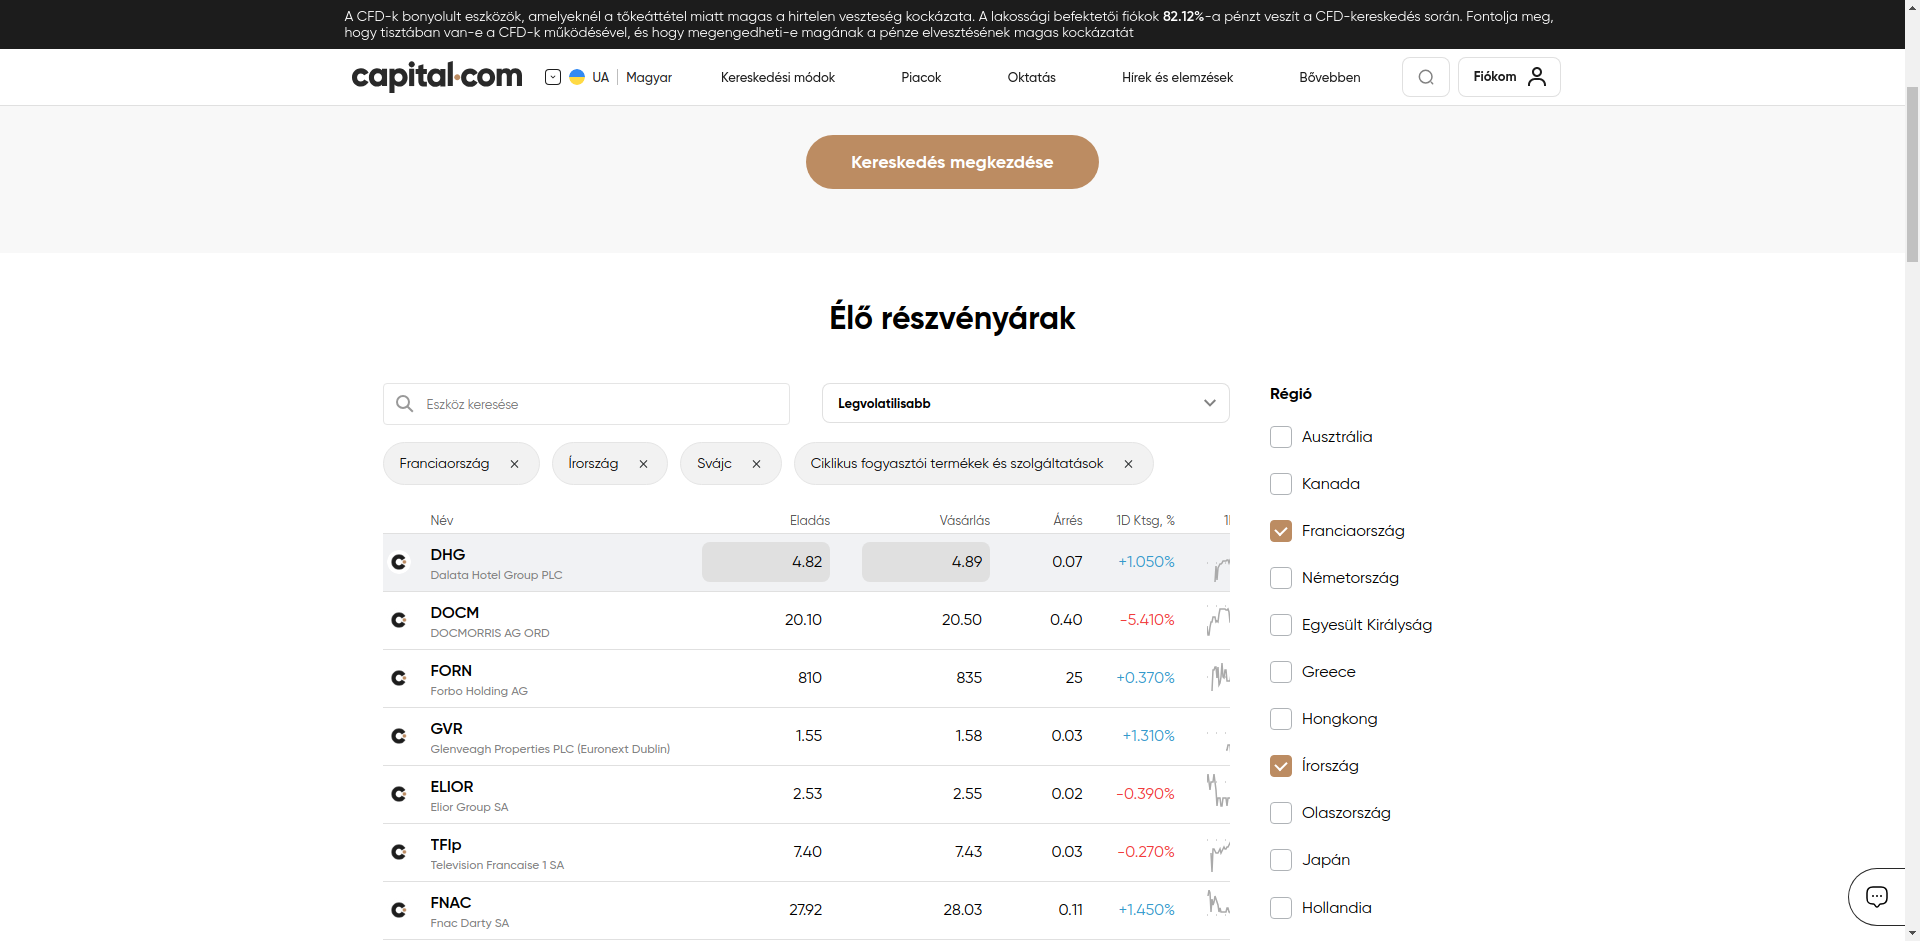 A CFD-k bonyolult eszközök, amelyeknél a tőkeáttétel miatt magas a hirtelen veszteség kockázata. A lakossági befektetői fiókok 82.12%-a pénzt veszít a CFD-kereskedés során. Fontolja meg,
hogy tisztában van-e a CFD-k működésével, és hogy megengedheti-e magának a pénze elvesztésének magas kockázatát
capital.com UA Magyar Kereskedési módok Piacok Oktatás Hírek és elemzések Bővebben Fiókom
Kereskedés megkezdése
Élő részvényárak
Eszköz keresése Legvolatilisabb
Franciaország Írország Svájc Ciklikus fogyasztói termékek és szolgáltatások
Név Eladás Vásárlás Árrés 1D Ktsg, %
DHG 4.82 4.89 0.07 +1.050%
Dalata Hotel Group PLC
DOCM 20.10 20.50 0.40 -5.410%
DOCMORRIS AG ORD
FORN 810 835 25 +0.370%
Forbo Holding AG
GVR 1.55 1.58 0.03 +1.310%
Glenveagh Properties PLC (Euronext Dublin)
ELIOR 2.53 2.55 0.02 -0.390%
Elior Group SA
TFIp 7.40 7.43 0.03 -0.270%
Television Francaise 1 SA
FNAC 27.92 28.03 0.11 +1.450%
Fnac Darty SA
Régió
Ausztrália
Kanada
Franciaország
Németország
Egyesült Királyság
Greece
Hongkong
Írország
Olaszország
Japán
Hollandia